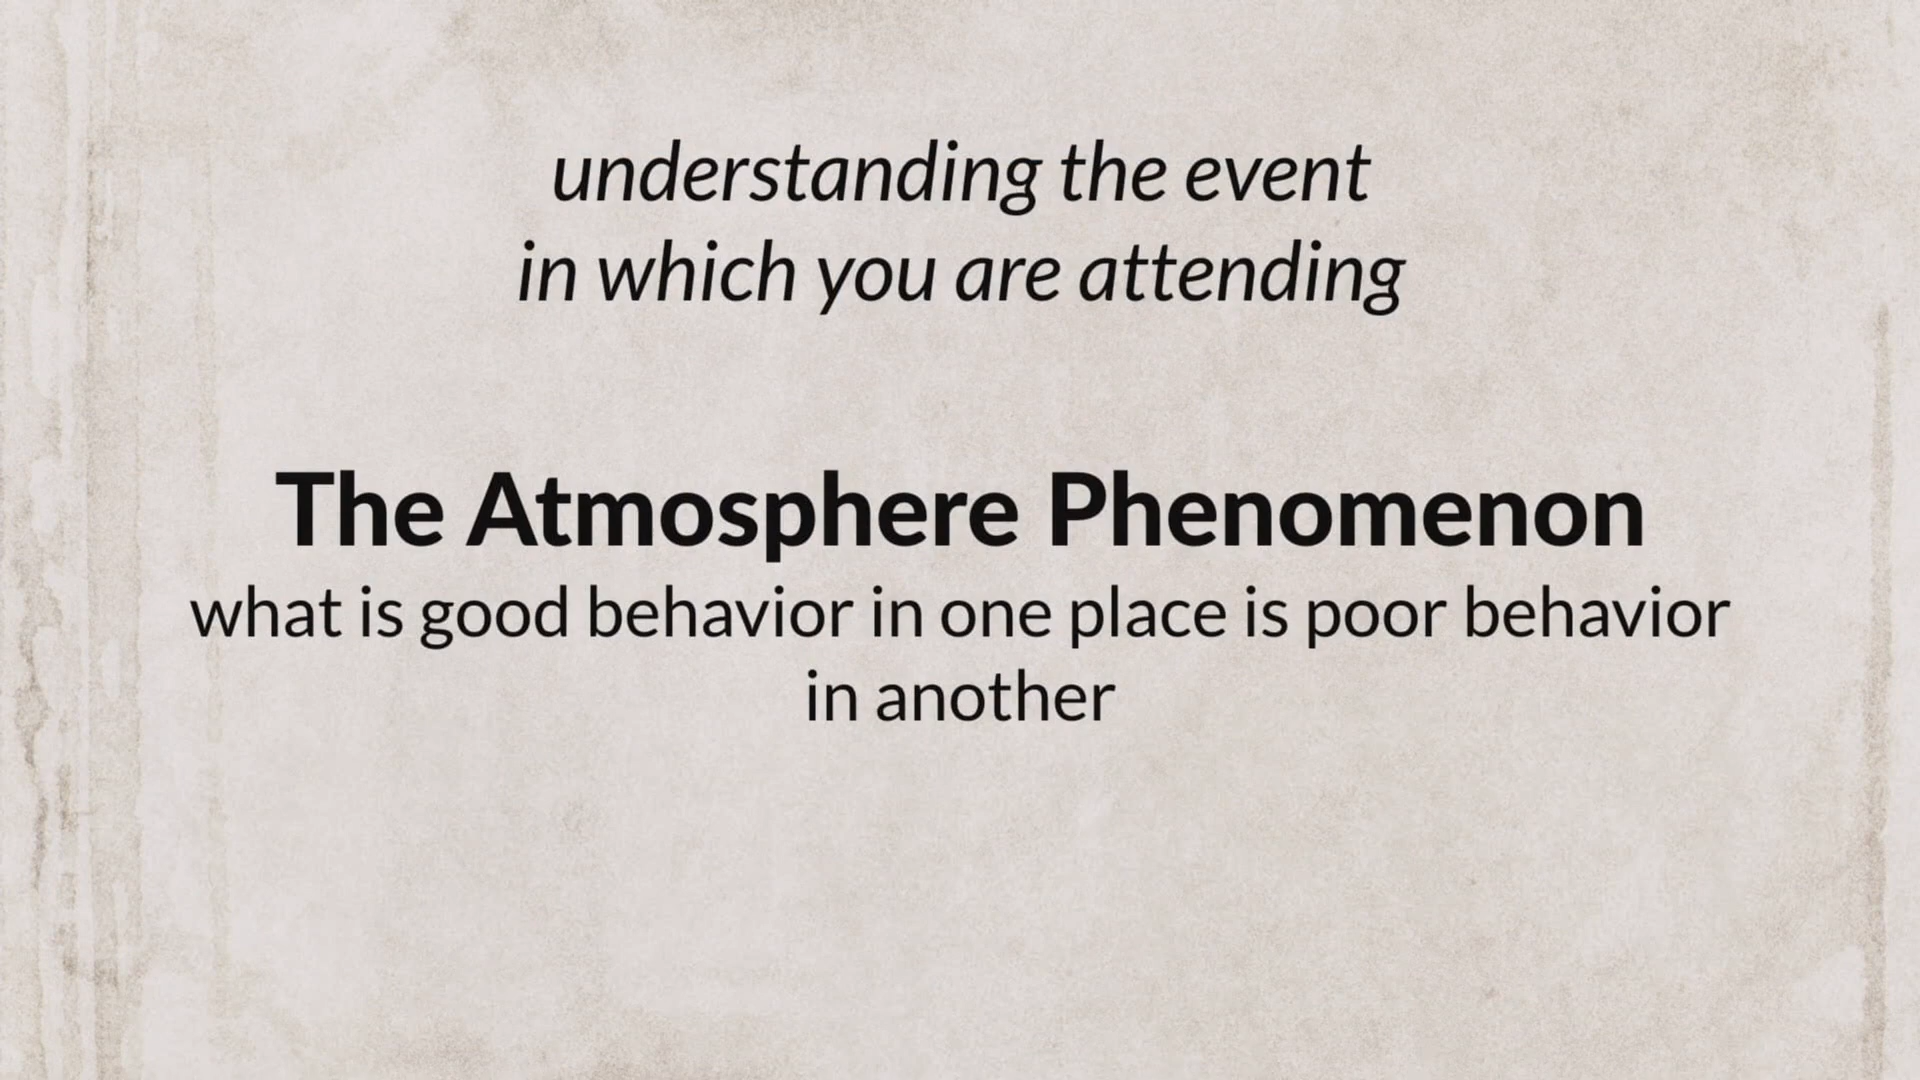 understanding the event
in which you are attending
The Atmosphere Phenomenon
what is good behavior in one place is poor behavior
in another